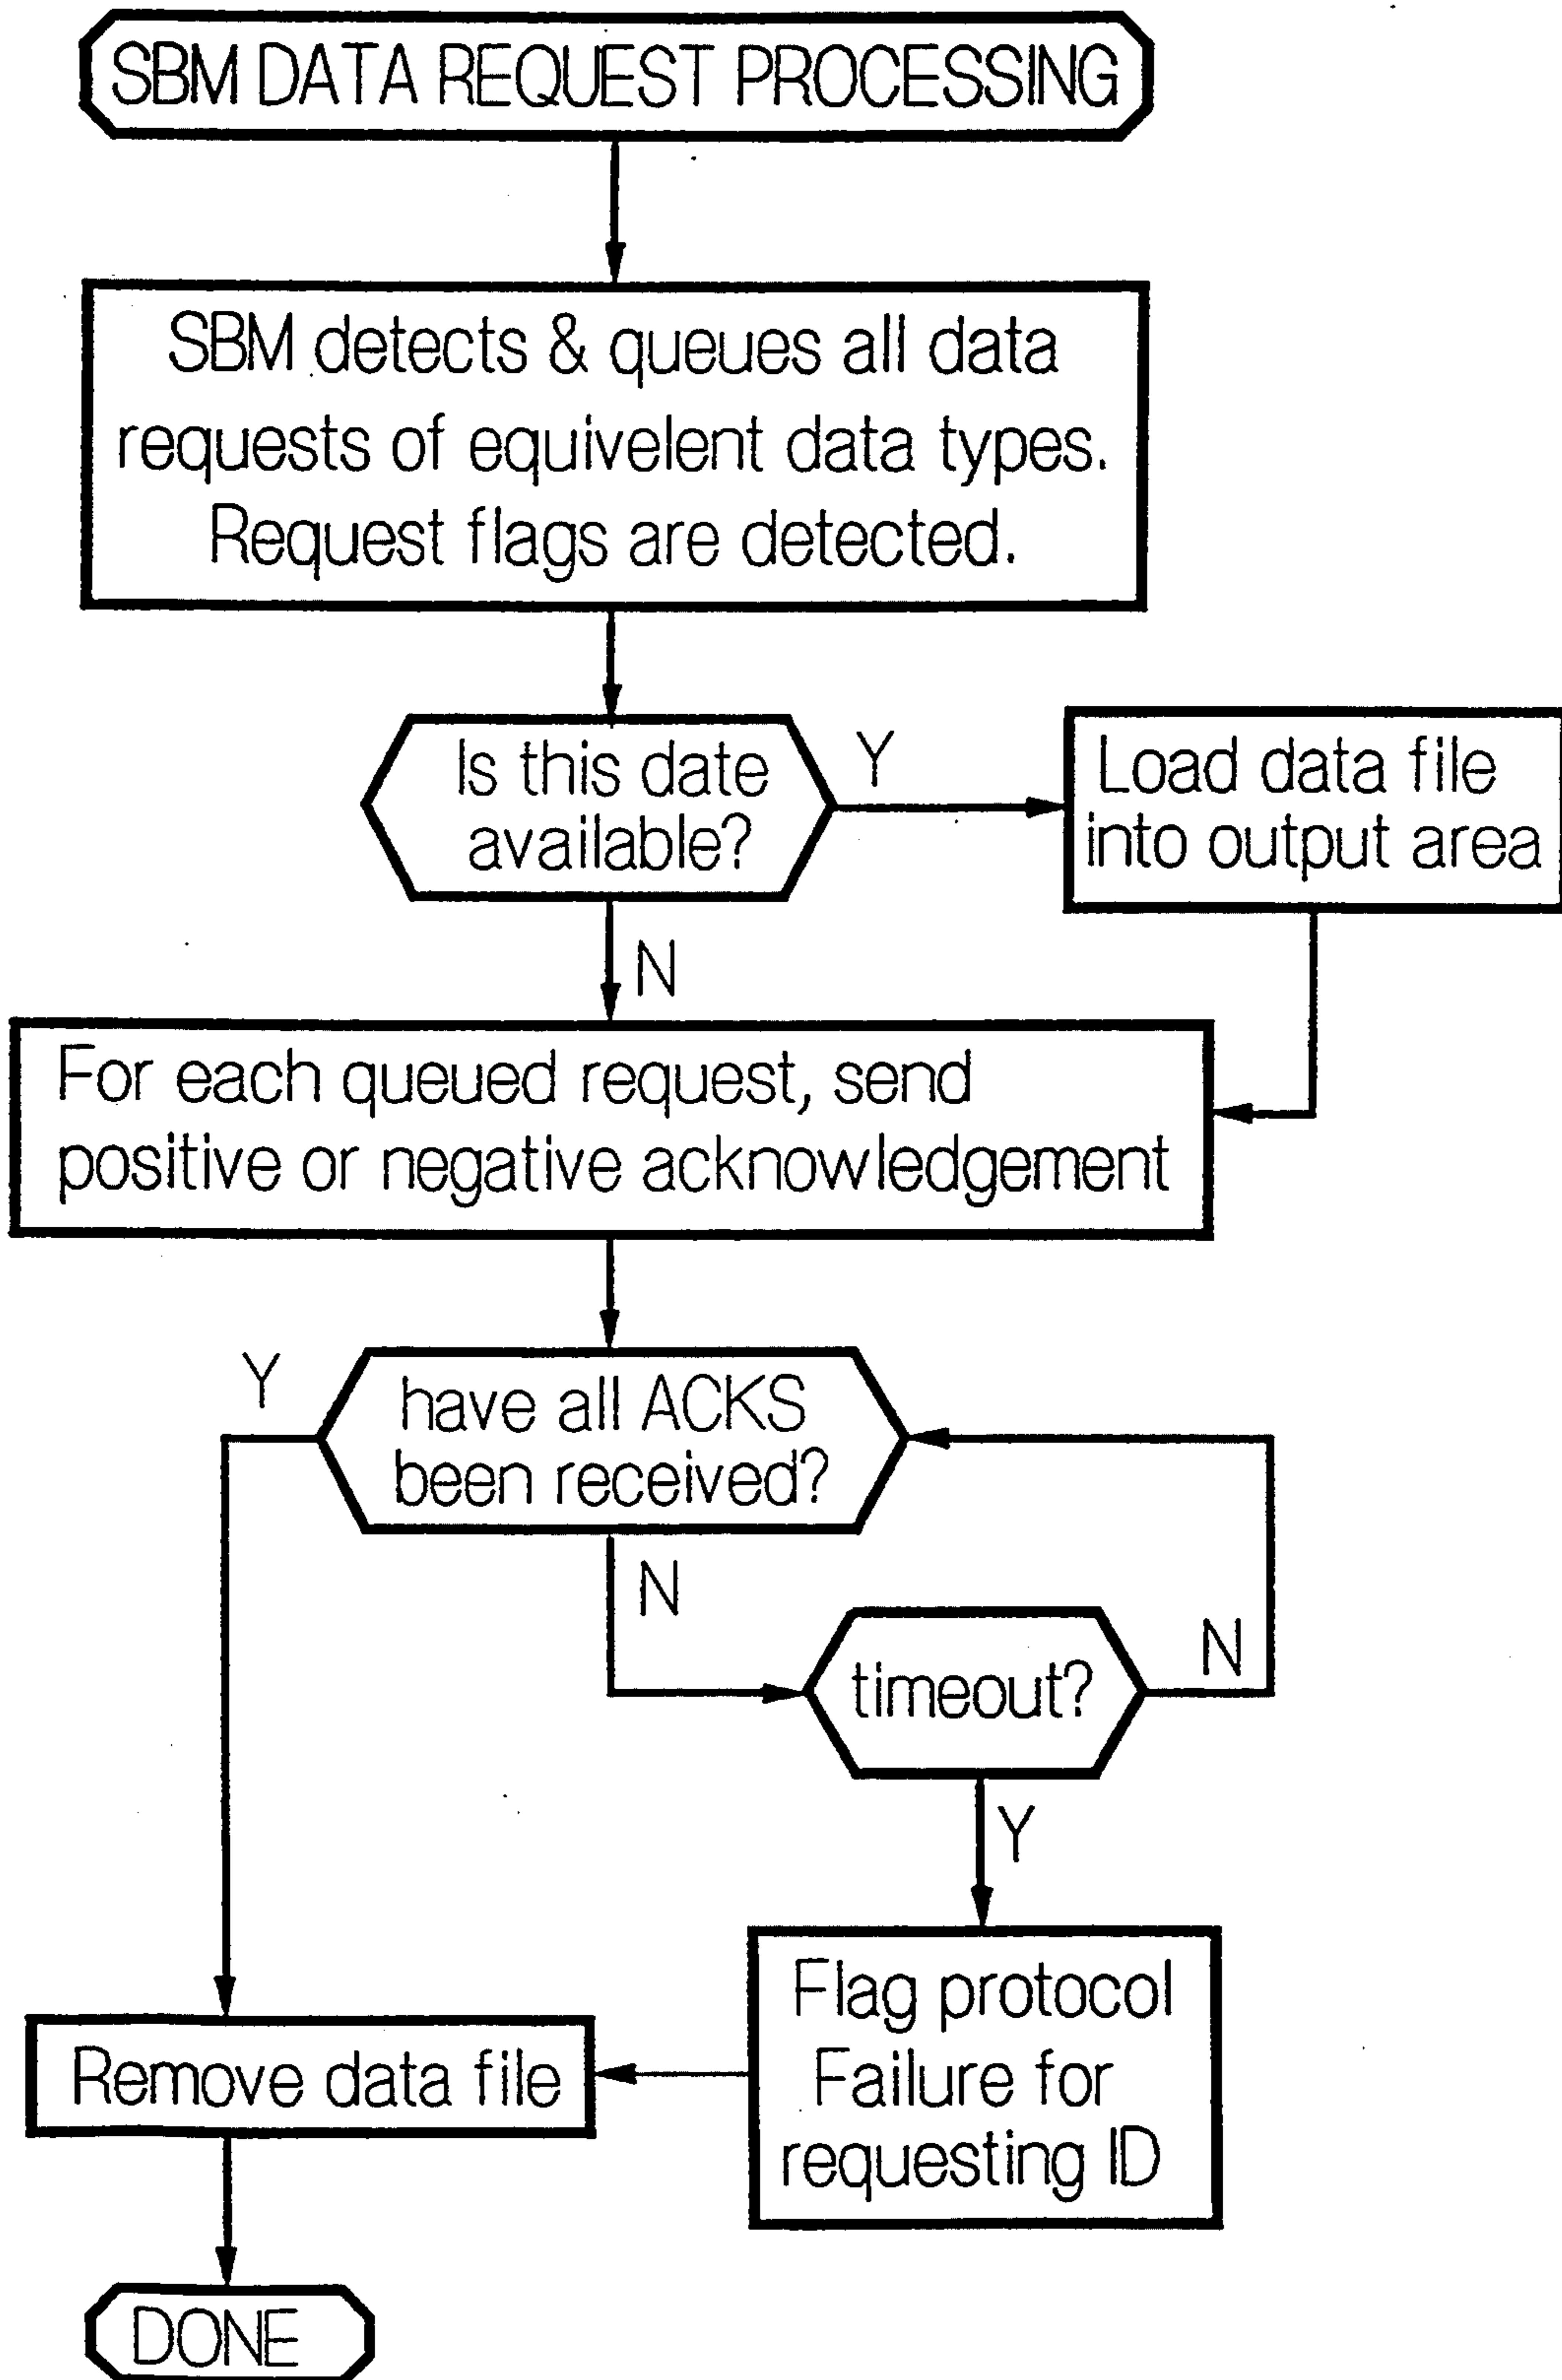 SBM DATA REQUEST PROCESSING
SBM detects & queues all data
requests of equivelent data types.
Request flags are detected.
Is this date
available?
Y
Load data file
into output area
N
For each queued request, send
positive or negative acknowledgement
Y
have all ACKS
been received?
N
timeout?
N
Y
Flag protocol
Failure for
requesting ID
Remove data file
DONE